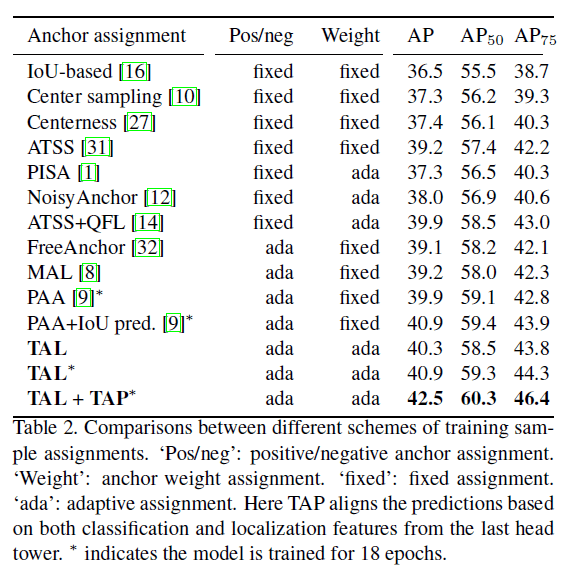 Anchor assignment Pos/neg Weight AP AP50 AP75
IoU-based [16] fixed fixed 36.5 55.5 38.7
Center sampling [10] fixed fixed 37.3 56.2 39.3
Centerness [27] fixed fixed 37.4 56.1 40.3
ATSS [31] fixed fixed 39.2 57.4 42.2
PISA [1] fixed ada 37.3 56.5 40.3
NoisyAnchor [12] fixed ada 38.0 56.9 40.6
ATSS+QFL [14] fixed ada 39.9 58.5 43.0
FreeAnchor [32] ada fixed 39.1 58.2 42.1
MAL [8] ada fixed 39.2 58.0 42.3
PAA [9]* ada fixed 39.9 59.1 42.8
PAA+IoU pred. [9]* ada fixed 40.9 59.4 43.9
TAL ada ada 40.3 58.5 43.8
TAL* ada ada 40.9 59.3 44.3
TAL + TAP* ada ada 42.5 60.3 46.4
Table 2. Comparisons between different schemes of training sam-
ple assignments. ‘Pos/neg’: positive/negative anchor assignment.
‘Weight’: anchor weight assignment. ‘fixed’: fixed assignment.
‘ada’: adaptive assignment. Here TAP aligns the predictions based
on both classification and localization features from the last head
tower. * indicates the model is trained for 18 epochs.